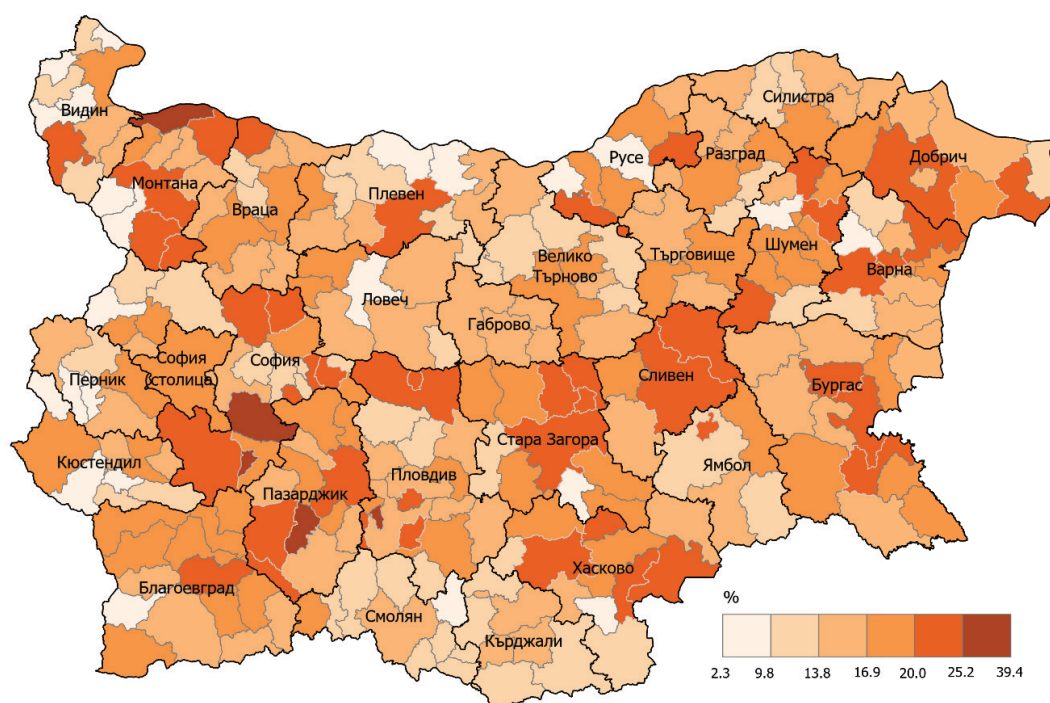 Силистра
Видин
Добрич
Русе
Разград
Монтана
Плевен
Враца
Шумен
Велико
Търново
Търговище
Варна
Ловеч
Габрово
София
(столица)
София
Перник
Сливен
Бургас
Стара Загора
Кюстендил
Ямбол
Пловдив
Пазарджик
Хасково
Благоевград
Смолян
Кърджали
%
2.3 9.8 13.8 16.9 20.0 25.2 39.4